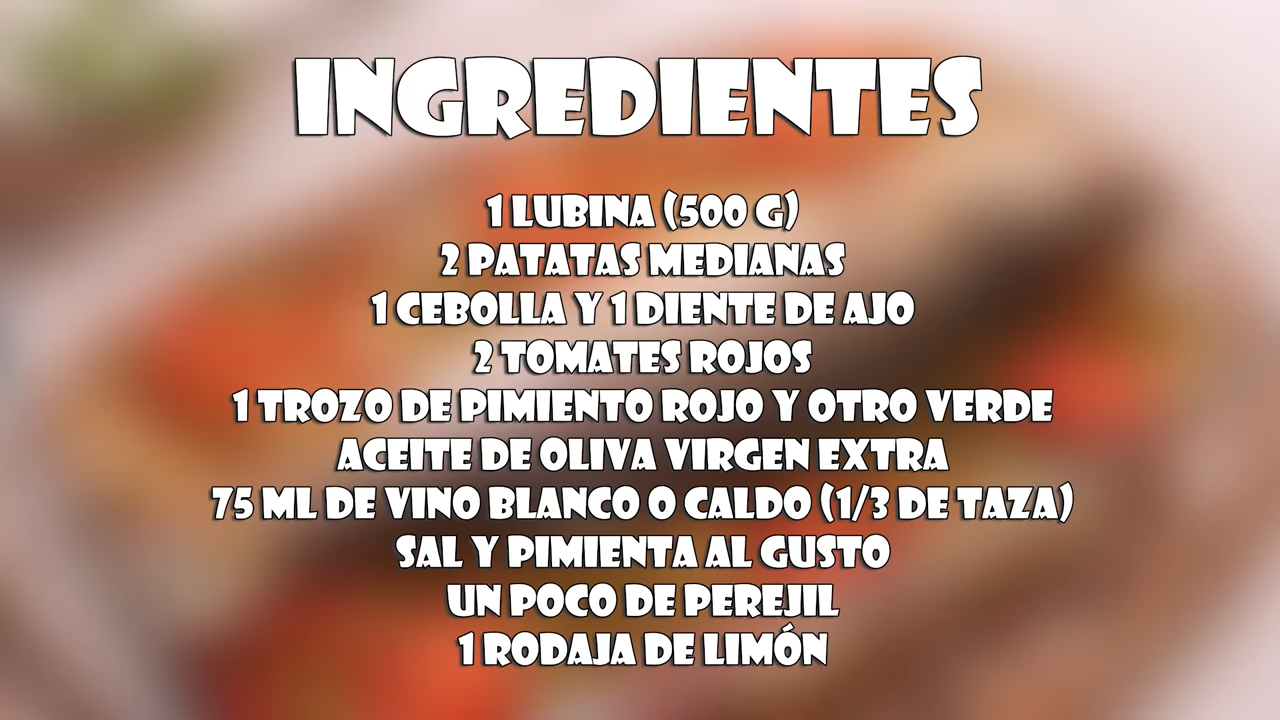 INGREDIENTES
1 LUBINA (500 G)
2 PATATAS MEDIANAS
1 CEBOLLA Y 1 DIENTE DE AJO
2 TOMATES ROJOS
1 TROZO DE PIMIENTO ROJO Y OTRO VERDE
ACEITE DE OLIVA VIRGEN EXTRA
75 ML DE VINO BLANCO O CALDO (1/3 DE TAZA)
SAL Y PIMIENTA AL GUSTO
UN POCO DE PEREJIL
1 RODAJA DE LIMÓN